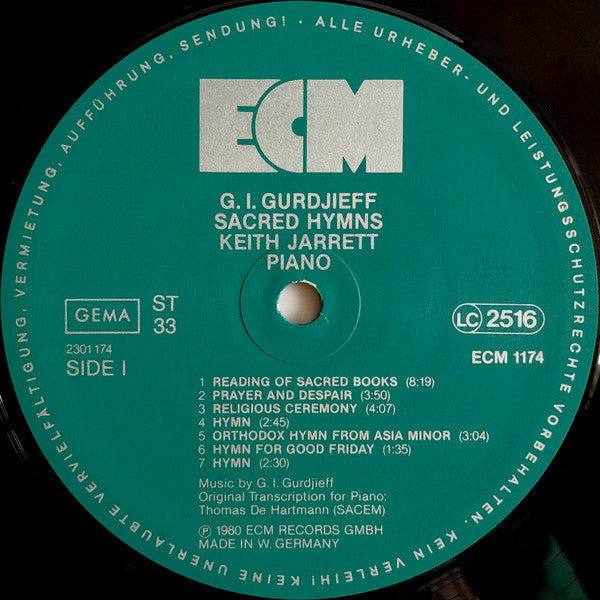 ALLE URHEBER- UND LEISTUNGSSCHUTZRECHTE VORBEHALTEN. KEIN VERLEIH! KEINE UNERLAUBTE VERVIELFÄLTIGUNG, VERMIETUNG, AUFFÜHRUNG, SENDUNG! ·
ECM
G. I. GURDJIEFF
SACRED HYMNS
KEITH JARRETT
PIANO
GEMA
ST
33
LC 2516
2301 174
SIDE I
ECM 1174
1 READING OF SACRED BOOKS (8:19)
2 PRAYER AND DESPAIR (3:50)
3 RELIGIOUS CEREMONY (4:07)
4 HYMN (2:45)
5 ORTHODOX HYMN FROM ASIA MINOR (3:04)
6 HYMN FOR GOOD FRIDAY (1:35)
7 HYMN (2:30)
Music by G. I. Gurdjieff
Original Transcription for Piano:
Thomas De Hartmann (SACEM)
℗ 1980 ECM RECORDS GMBH
MADE IN W. GERMANY